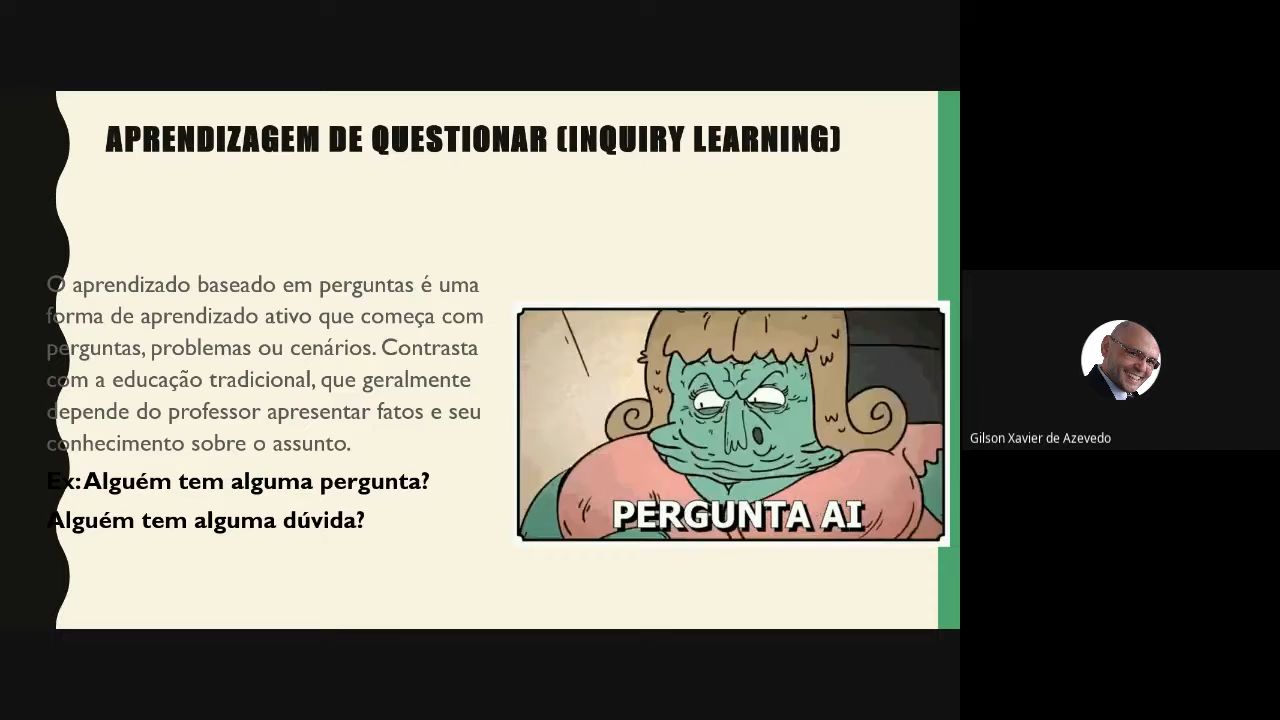 APRENDIZAGEM DE QUESTIONAR (INQUIRY LEARNING)
O aprendizado baseado em perguntas é uma
forma de aprendizado ativo que começa com
perguntas, problemas ou cenários. Contrasta
com a educação tradicional, que geralmente
depende do professor apresentar fatos e seu
conhecimento sobre o assunto.
Ex: Alguém tem alguma pergunta?
Alguém tem alguma dúvida?
PERGUNTA AI
Gilson Xavier de Azevedo